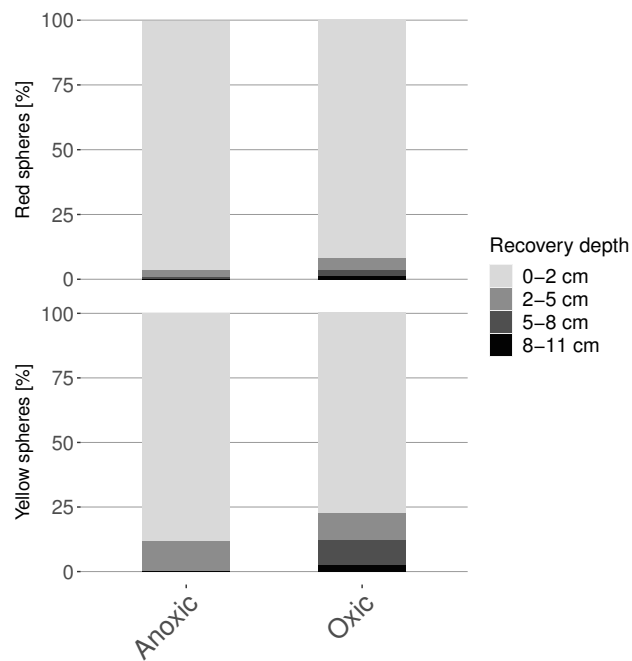 100
75
50
25
0
Red spheres [%]
100
75
50
25
0
Yellow spheres [%]
Anoxic
Oxic
Recovery depth
0−2 cm
2−5 cm
5−8 cm
8−11 cm